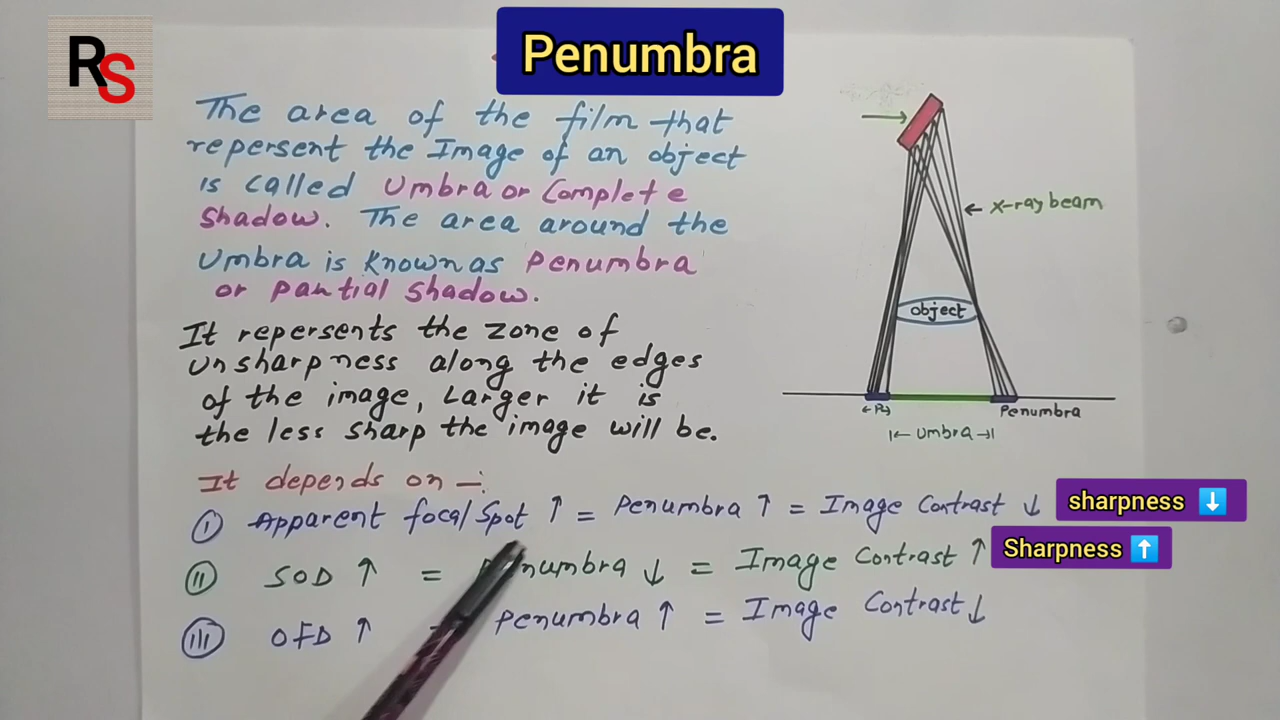 RS
Penumbra
The area of the film that
repersent the Image of an object
is called Umbra or Complete
Shadow. The area around the
Umbra is known as Penumbra
or partial shadow.
It repersents the zone of
unsharpness along the edges
of the image, Larger it is
the less sharp the image will be.
← X-ray beam
object
←P→
Penumbra
|← Umbra →|
It depends on –:
(I) Apparent focal Spot ↑ = Penumbra ↑ = Image Contrast ↓ sharpness ⬇
(II) SOD ↑ = Penumbra ↓ = Image Contrast ↑ Sharpness ⬆
(III) OFD ↑ = Penumbra ↑ = Image Contrast ↓